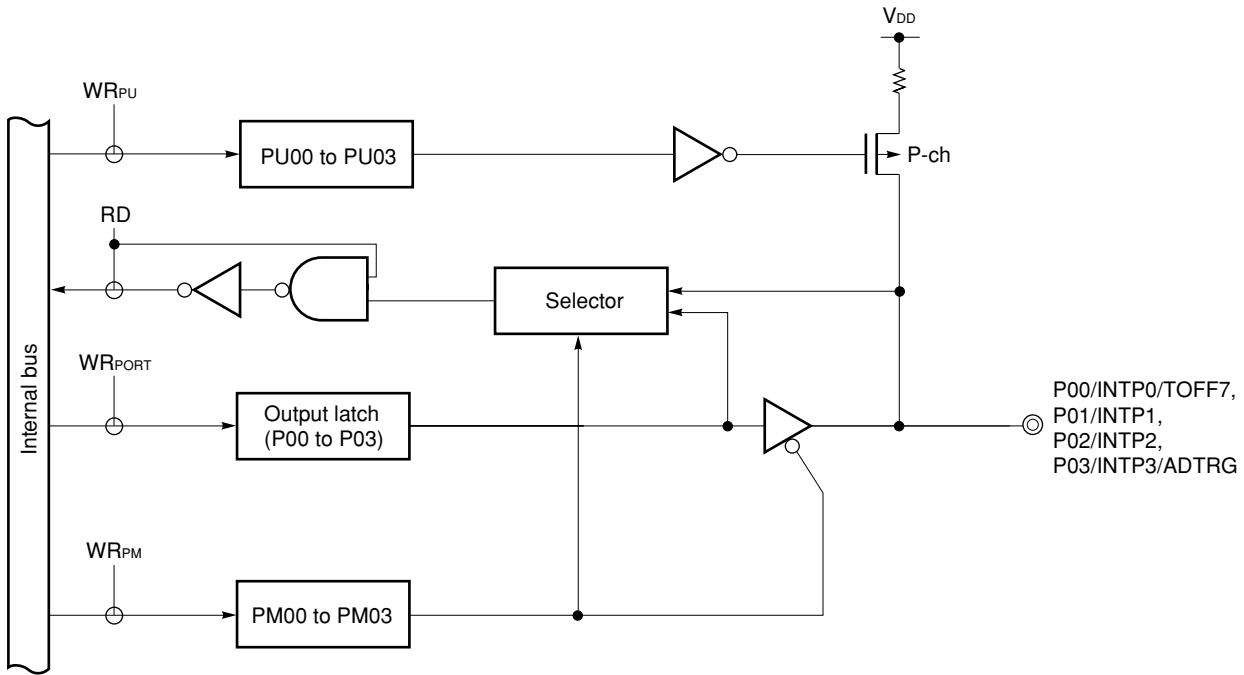 VDD
WRPU
PU00 to PU03
P-ch
RD
Selector
Internal bus
WRPORT
Output latch
(P00 to P03)
P00/INTP0/TOFF7,
P01/INTP1,
P02/INTP2,
P03/INTP3/ADTRG
WRPM
PM00 to PM03